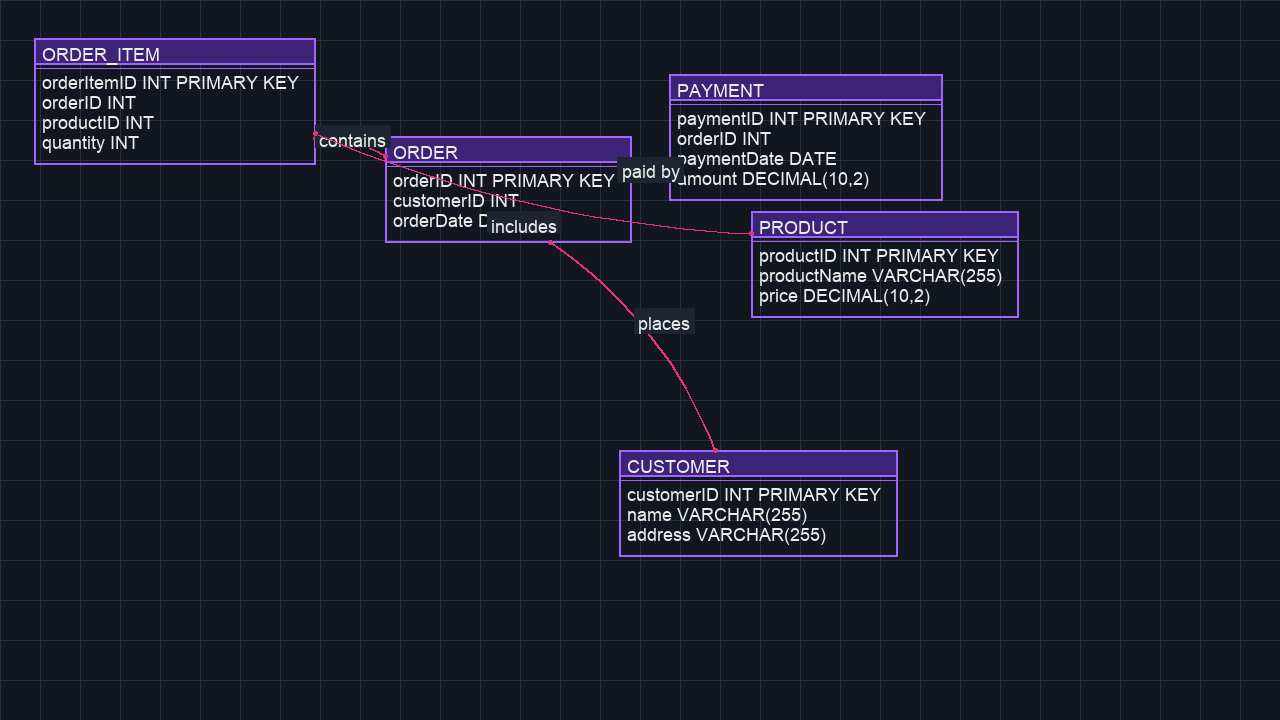 ORDER_ITEM
orderItemID INT PRIMARY KEY
orderID INT
productID INT
quantity INT
contains
ORDER
orderID INT PRIMARY KEY
customerID INT
orderDate
includes
paid by
PAYMENT
paymentID INT PRIMARY KEY
orderID INT
paymentDate DATE
amount DECIMAL(10,2)
PRODUCT
productID INT PRIMARY KEY
productName VARCHAR(255)
price DECIMAL(10,2)
places
CUSTOMER
customerID INT PRIMARY KEY
name VARCHAR(255)
address VARCHAR(255)